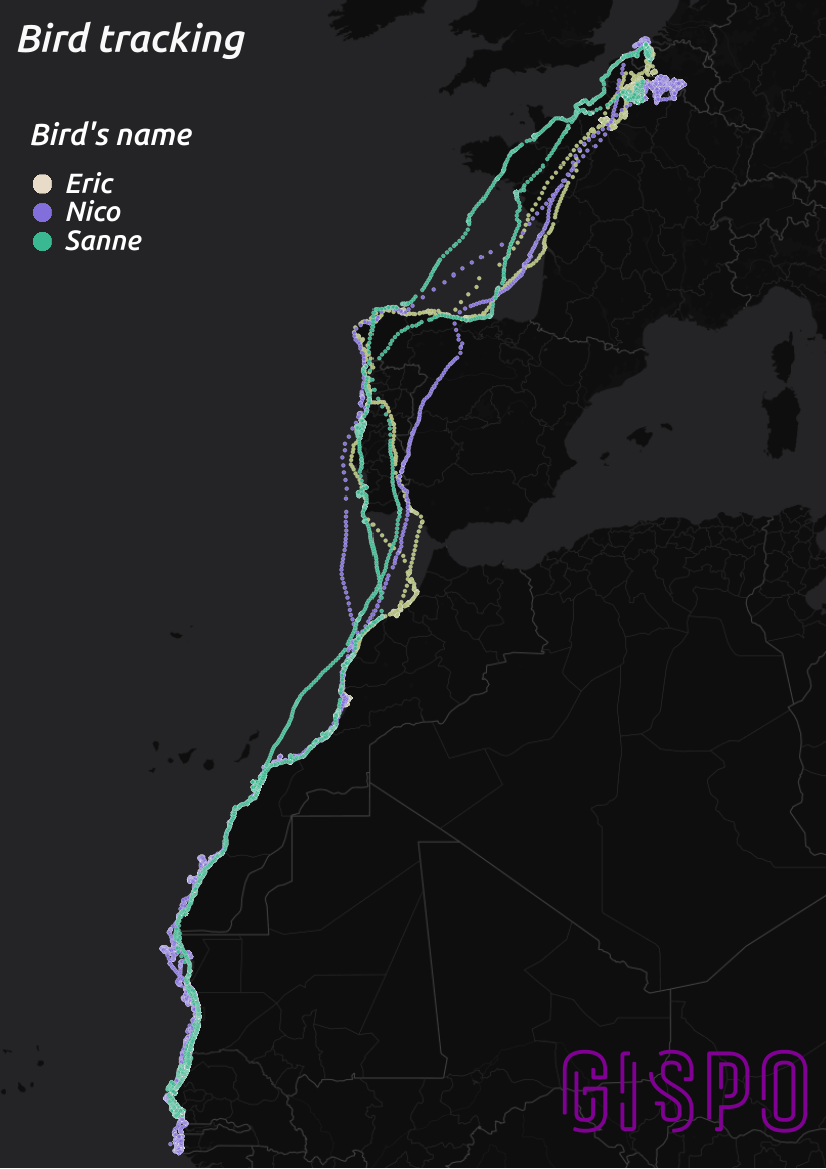 Bird tracking
Bird's name
Eric
Nico
Sanne
GISPO